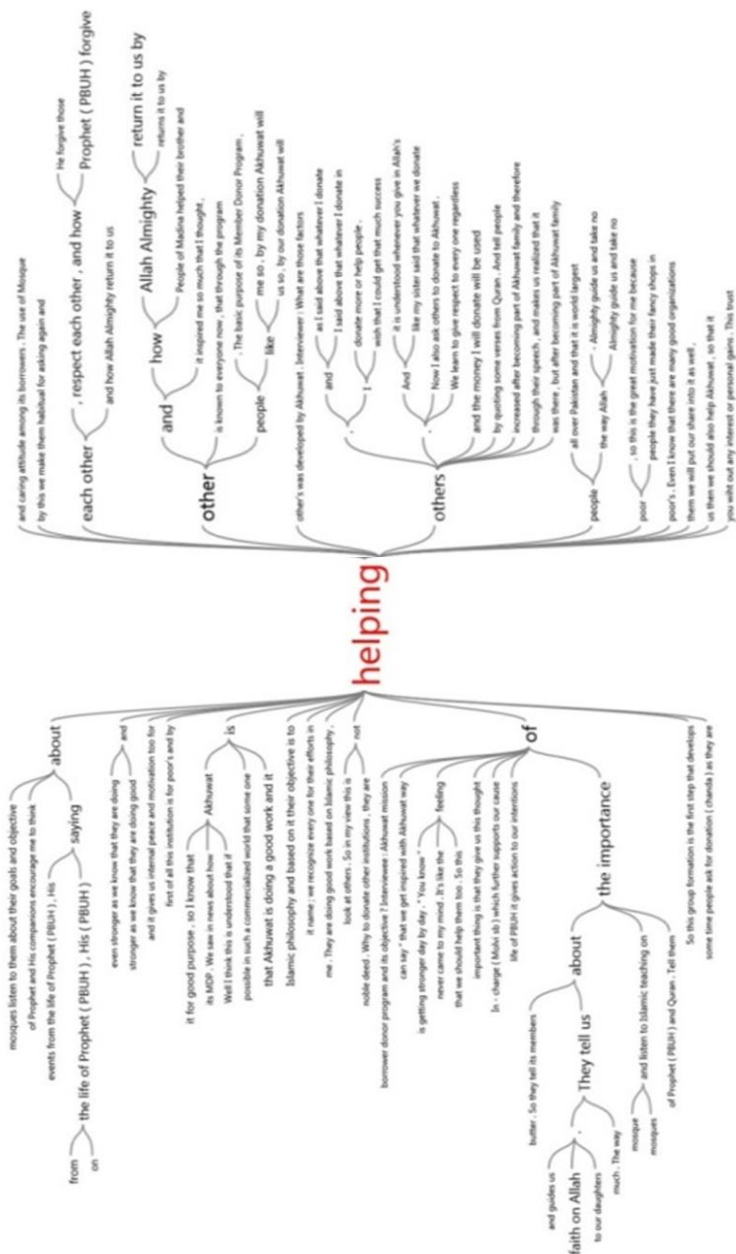 mosques listen to them about their goals and objective
of Prophet and His companions encourage me to think
events from the life of Prophet ( PBUH ) , His
from
on
the life of Prophet ( PBUH ) , His ( PBUH )
saying
about
even stronger as we know that they are doing
stronger as we know that they are doing good
and
and it gives us internal peace and motivation too for
first of all this institution is for poor's and by
it for good purpose . so I know that
its MDP . We saw in news about how
Well I think this is understood that if
Akhuwat
possible in such a commercialized world that some one
that Akhuwat is doing a good work and it
is
Islamic philosophy and based on it their objective is to
it name ; we recognize every one for their efforts in
me . They are doing good work based on Islamic philosophy ,
look at others . So in my view this is
noble deed . Why to donate other institutions , they are
not
borrower donor program and its objective ? Interviewee : Akhuwat mission
can say " that we get inspired with Akhuwat way
is getting stronger day by day . " You know "
never came to my mind . It's like the
that we should help them too . So this
feeling
important thing is that they give us this thought
In - charge ( Molvi sb ) which further supports our cause
life of PBUH it gives action to our intentions
butter . So they tell its members
and guides us
faith on Allah
to our daughters
.
much . The way
They tell us
about
mosque
mosques
and listen to Islamic teaching on
of Prophet ( PBUH ) and Quran . Tell them
the importance
of
So this group formation is the first step that develops
some time people ask for donation ( chanda ) as they are
helping
and caring attitude among its borrowers . The use of Mosque
by this we make them habitual for asking again and
each other
, respect each other , and how
He forgive those
Prophet ( PBUH ) forgive
and how Allah Almighty return it to us
other
and
how
Allah Almighty
return it to us by
returns it to us by
People of Madina helped their brother and
it inspired me so much that I thought ,
is known to everyone now , that through the program
people
. The basic purpose of its Member Donor Program ,
like
me so , by my donation Akhuwat will
us so , by our donation Akhuwat will
other's was developed by Akhuwat . Interviewer : What are those factors
others
,
and
as I said above that whatever I donate
I said above that whatever I donate in
I
donate more or help people .
wish that I could get that much success
.
And
it is understood whenever you give in Allah's
like my sister said that whatever we donate
Now I also ask others to donate to Akhuwat .
We learn to give respect to every one regardless
and the money I will donate will be used
by quoting some verses from Quran . And tell people
increased after becoming part of Akhuwat family and therefore
through their speech , and makes us realized that it
was there , but after becoming part of Akhuwat family
people
all over Pakistan and that it is world largest
the way Allah
- Almighty guide us and take no
Almighty guide us and take no
poor
, so this is the great motivation for me because
people they have just made their fancy shops in
poor's . Even I know that there are many good organizations
them we will put our share into it as well .
us then we should also help Akhuwat , so that it
you wiht out any interest or personal gains . This trust